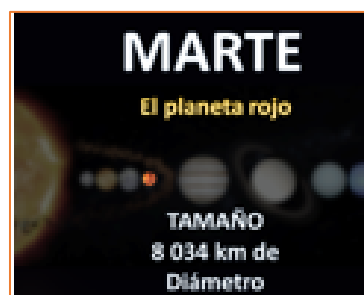 MARTE
El planeta rojo
TAMAÑO
8 034 km de
Diámetro